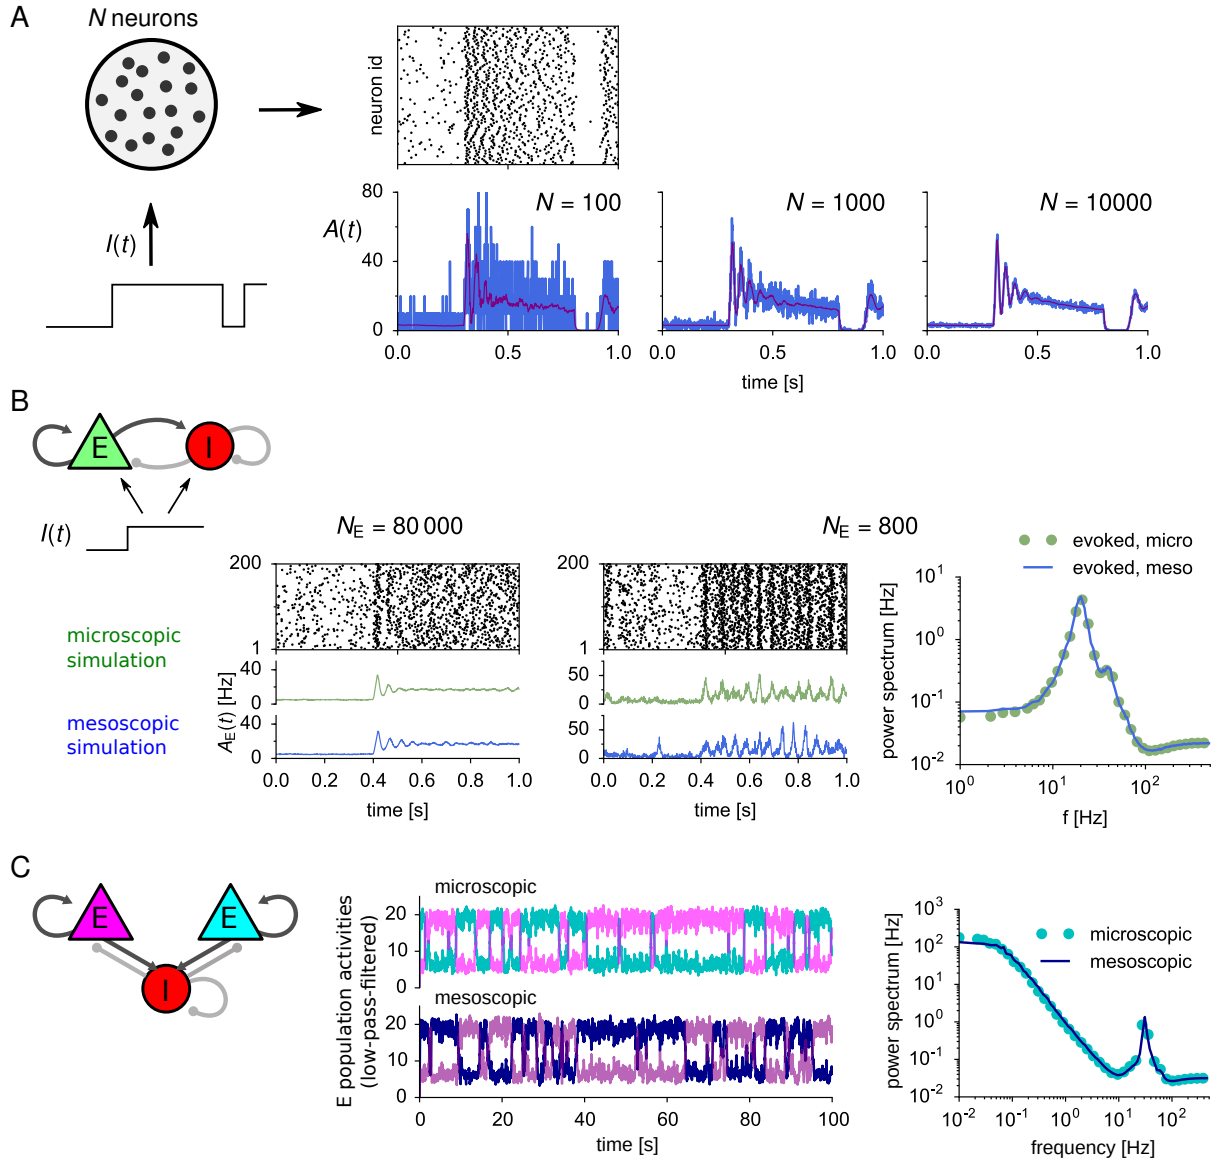 A
N neurons
I(t)
neuron id
A(t)
80
40
0
N = 100
N = 1000
N = 10000
0.0 0.5 1.0
0.0 0.5 1.0
0.0 0.5 1.0
time [s]
B
E I
I(t)
N_E = 80 000
N_E = 800
microscopic
simulation
mesoscopic
simulation
200
1
A_E(t) [Hz]
40
0
40
0
0.0 0.2 0.4 0.6 0.8 1.0
time [s]
200
1
50
0
50
0
0.0 0.2 0.4 0.6 0.8 1.0
time [s]
evoked, micro
evoked, meso
power spectrum [Hz]
10^1
10^0
10^-1
10^-2
10^0 10^1 10^2
f [Hz]
C
E E
I
E population activities
(low-pass-filtered)
microscopic
20
10
0
mesoscopic
20
10
0
0 20 40 60 80 100
time [s]
microscopic
mesoscopic
power spectrum [Hz]
10^3
10^2
10^1
10^0
10^-1
10^-2
10^-2 10^-1 10^0 10^1 10^2
frequency [Hz]